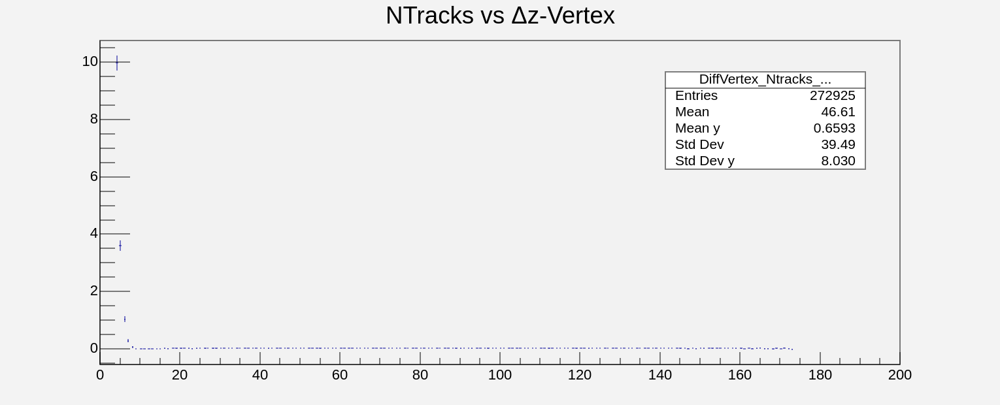 NTracks vs Δz-Vertex
DiffVertex_Ntracks_...
Entries 272925
Mean 46.61
Mean y 0.6593
Std Dev 39.49
Std Dev y 8.030
10
8
6
4
2
0
0 20 40 60 80 100 120 140 160 180 200